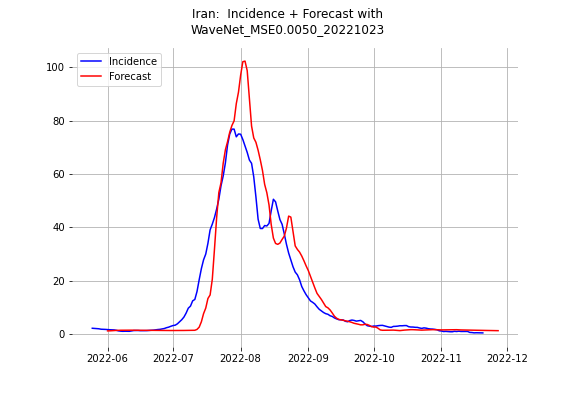 Iran:  Incidence + Forecast with
WaveNet_MSE0.0050_20221023
Incidence
Forecast
100
80
60
40
20
0
2022-06 2022-07 2022-08 2022-09 2022-10 2022-11 2022-12